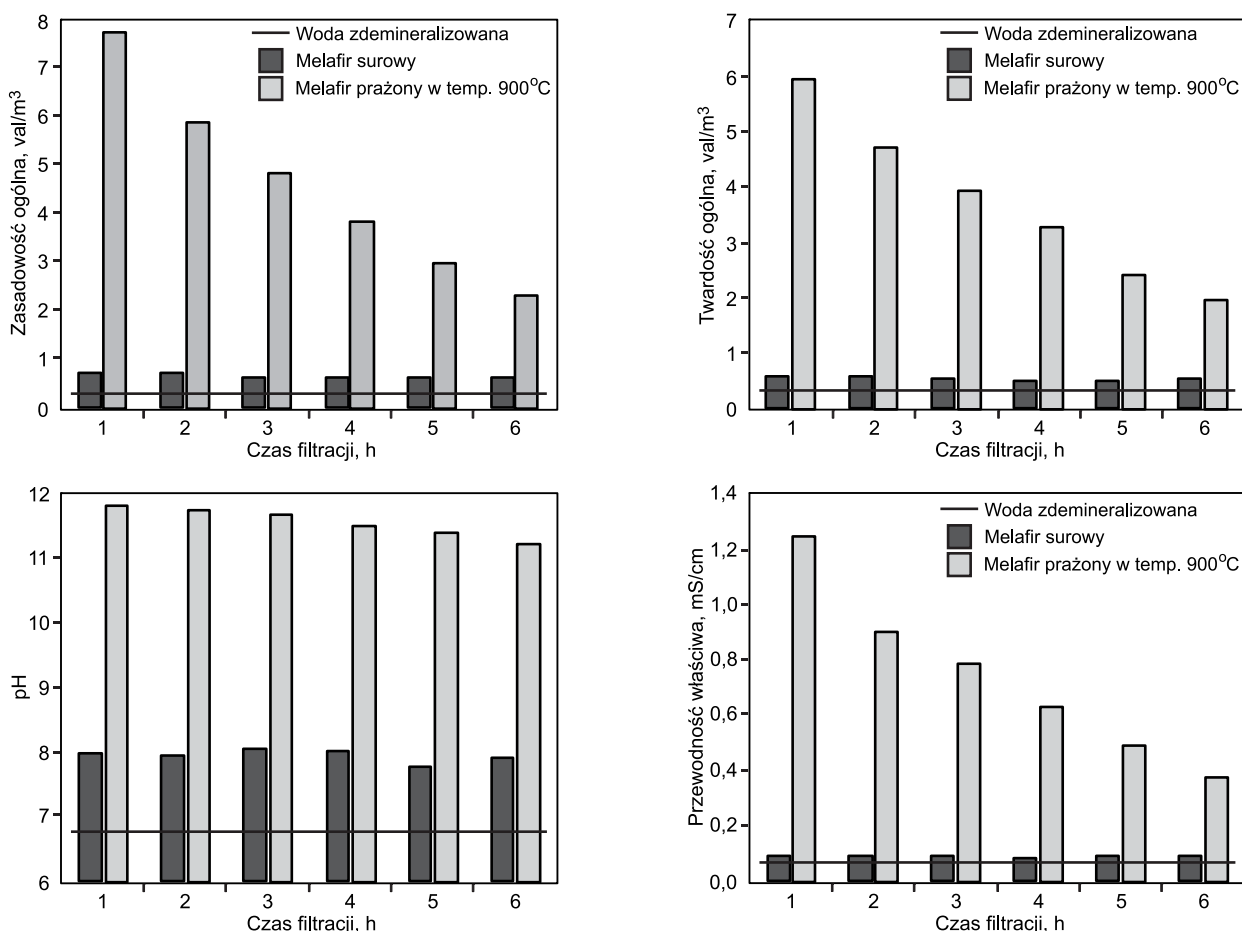 Zasadowość ogólna, val/m³
8
7
6
5
4
3
2
1
0
Woda zdemineralizowana
Melafir surowy
Melafir prażony w temp. 900°C
1 2 3 4 5 6
Czas filtracji, h
Twardość ogólna, val/m³
7
6
5
4
3
2
1
0
Woda zdemineralizowana
Melafir surowy
Melafir prażony w temp. 900°C
1 2 3 4 5 6
Czas filtracji, h
pH
12
11
10
9
8
7
6
1 2 3 4 5 6
Czas filtracji, h
Przewodność właściwa, mS/cm
1,4
1,2
1,0
0,8
0,6
0,4
0,2
0,0
Woda zdemineralizowana
Melafir surowy
Melafir prażony w temp. 900°C
1 2 3 4 5 6
Czas filtracji, h